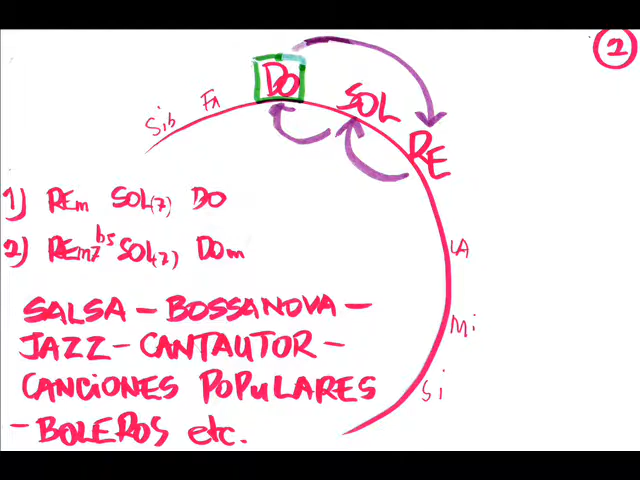 2
DO
Sib Fa SOL
RE
1) REm SOL(7) DO
2) REm7b5 SOL(7) DOm
LA
SALSA – BOSSANOVA –
Mi
JAZZ – CANTAUTOR –
CANCIONES POPULARES
Si
– BOLEROS etc.